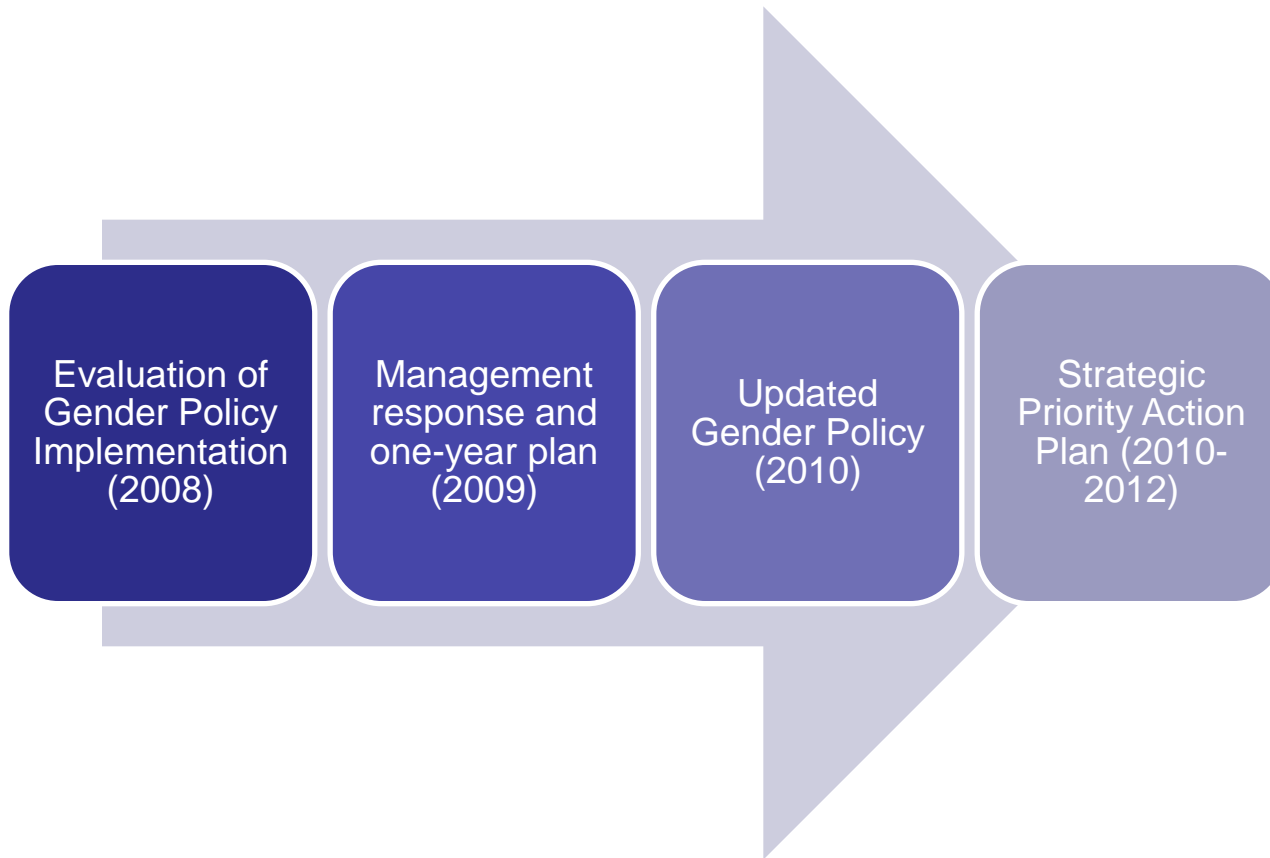 Evaluation of
Gender Policy
Implementation
(2008)
Management
response and
one-year plan
(2009)
Updated
Gender Policy
(2010)
Strategic
Priority Action
Plan (2010-
2012)